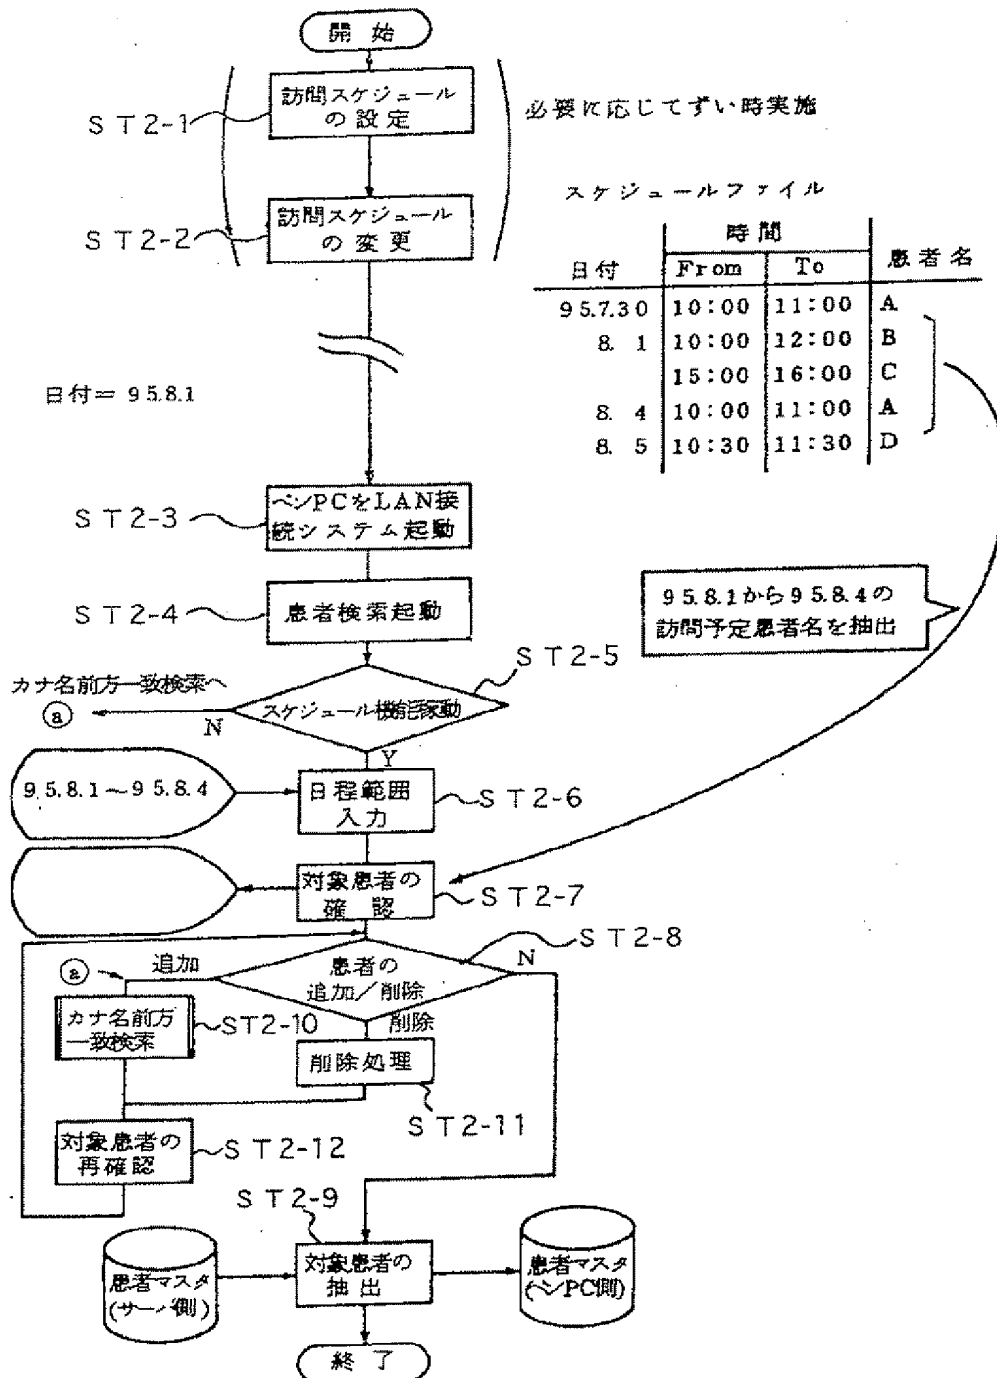 開始
訪問スケジュール
の設定
ST2-1
必要に応じてずい時実施
訪問スケジュール
の変更
ST2-2
スケジュールファイル
時間
日付 From To 患者名
95.7.30 10:00 11:00 A
8. 1 10:00 12:00 B
15:00 16:00 C
8. 4 10:00 11:00 A
8. 5 10:30 11:30 D
日付=95.8.1
ペンPCをLAN接
続システム起動
ST2-3
患者検索起動
ST2-4
95.8.1から95.8.4の
訪問予定患者名を抽出
ST2-5
カナ名前方一致検索へ
a
N
スケジュール機能稼動
Y
95.8.1~95.8.4
日程範囲
入力
ST2-6
対象患者の
確認
ST2-7
ST2-8
a
追加
患者の
追加/削除
N
削除
カナ名前方
一致検索
ST2-10
削除処理
ST2-11
対象患者の
再確認
ST2-12
ST2-9
患者マスタ
(サーバ側)
対象患者の
抽出
患者マスタ
(ペンPC側)
終了